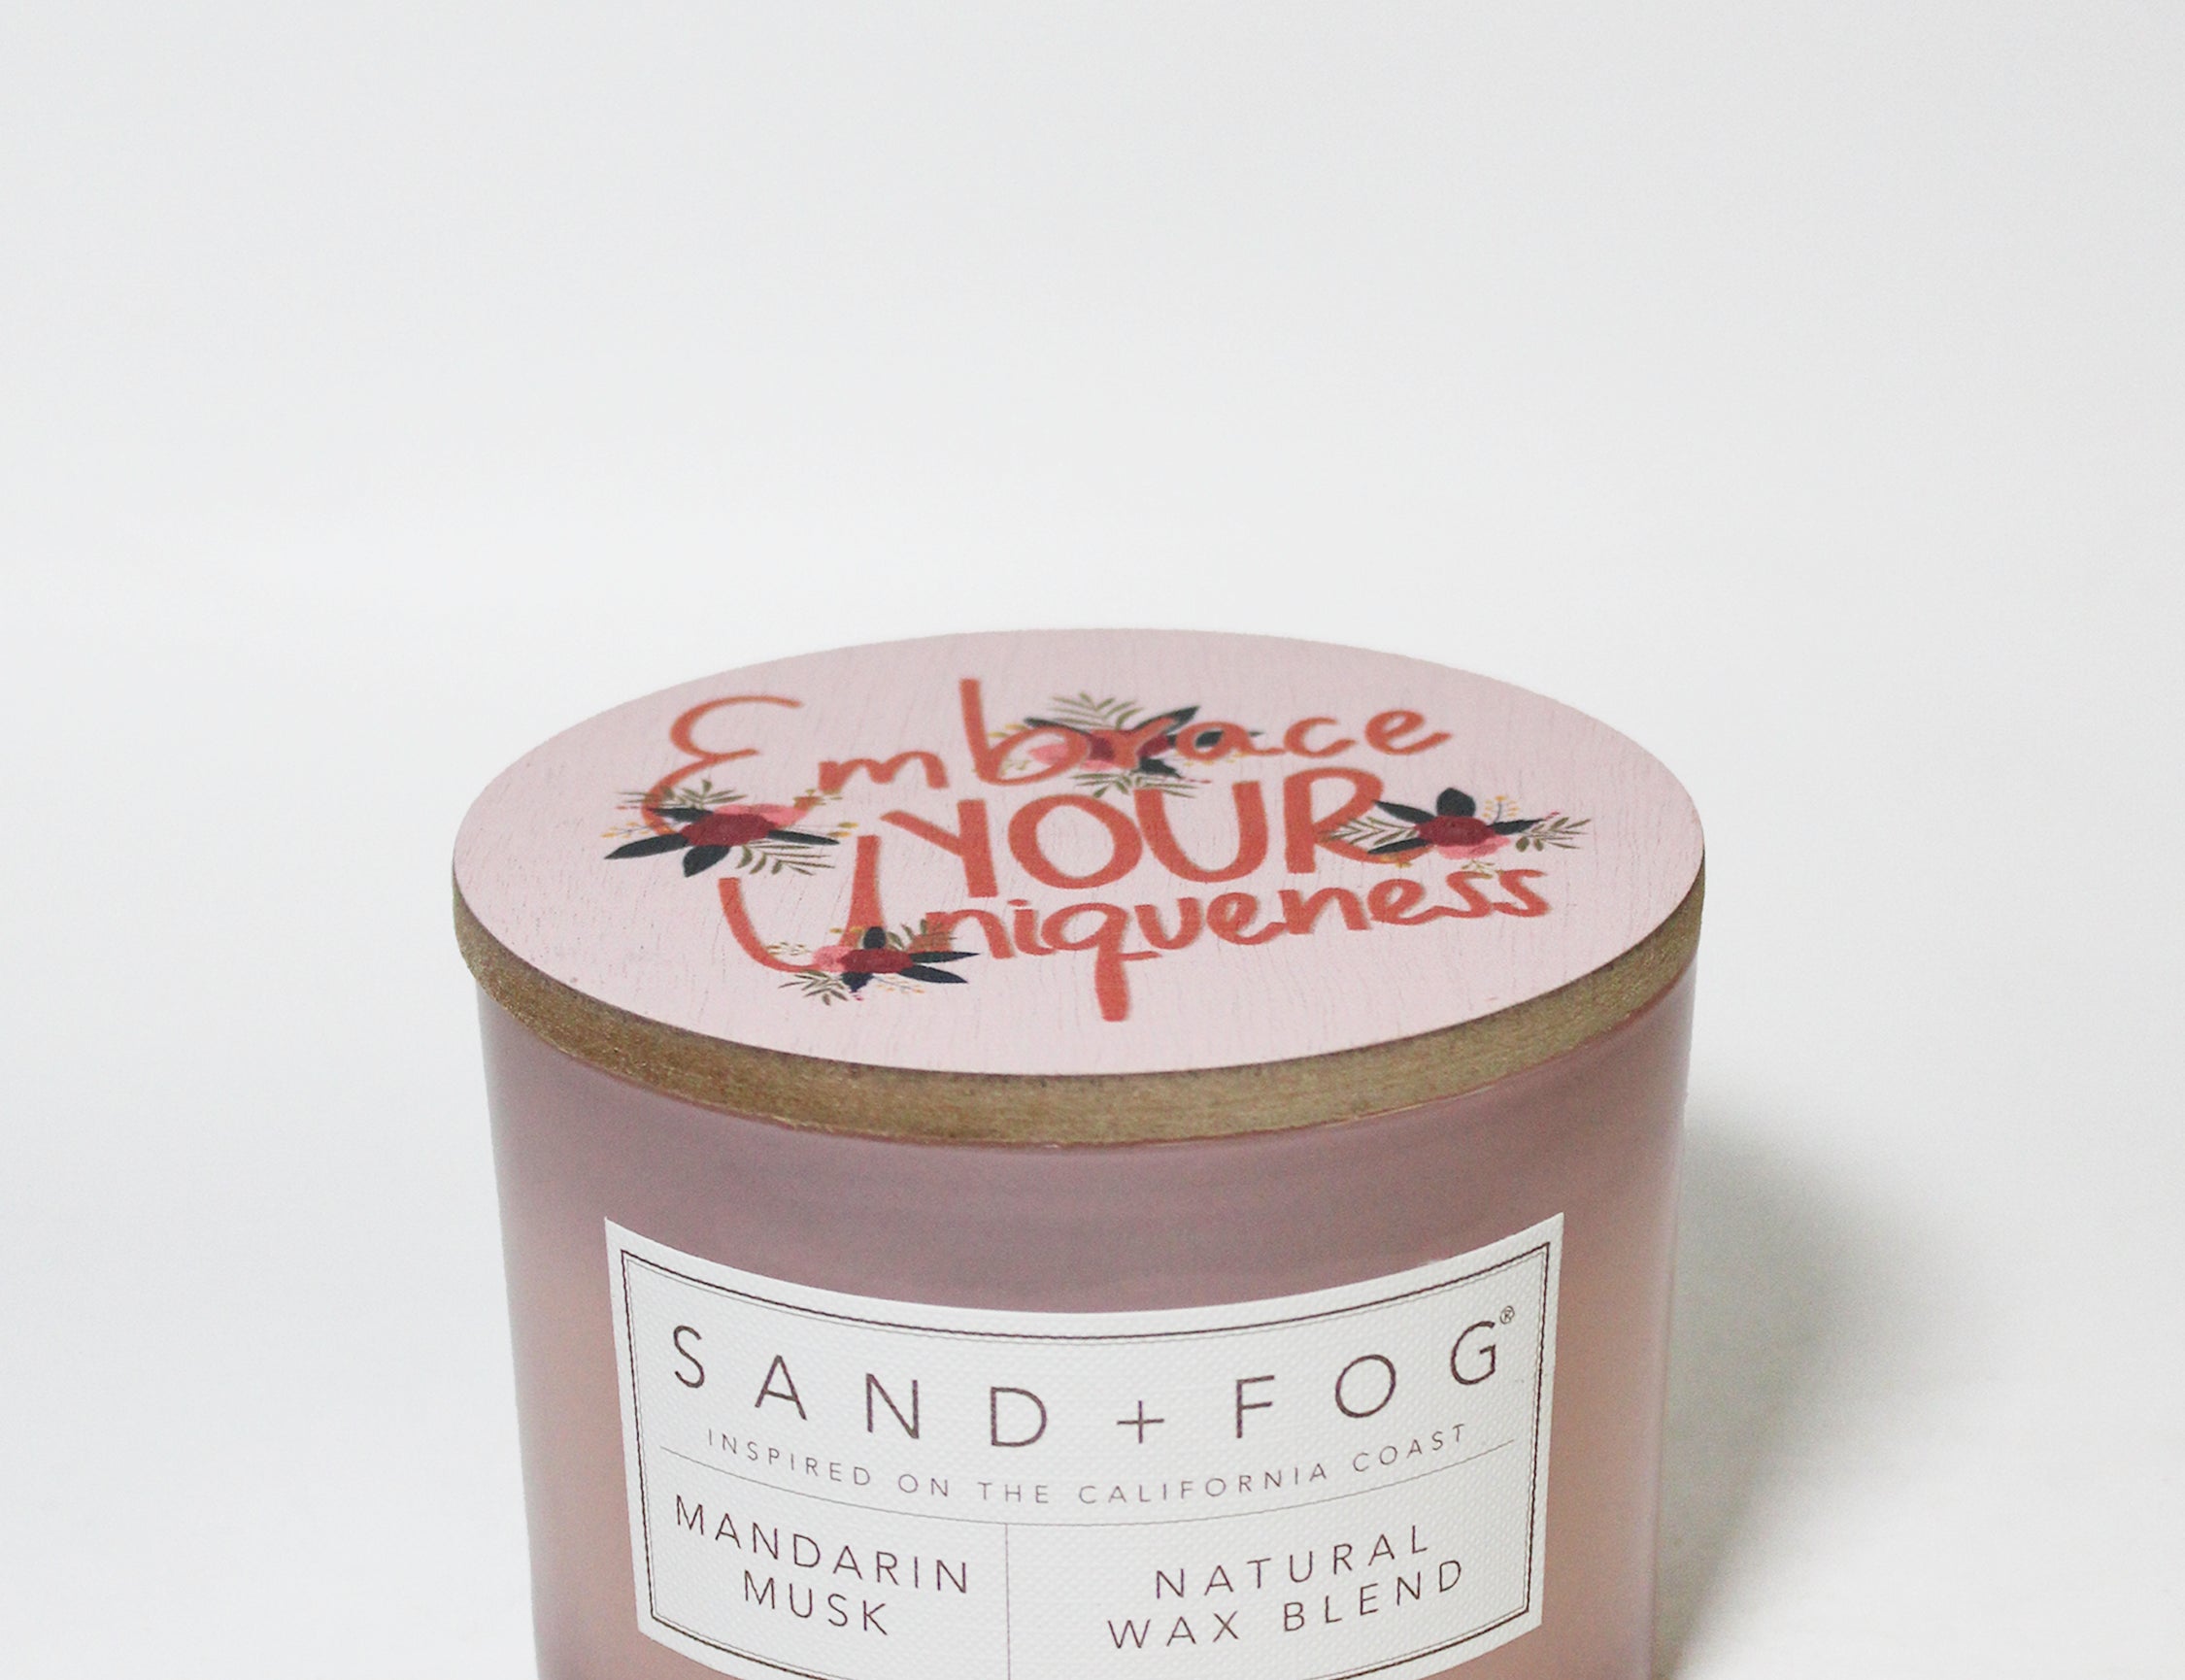 Embrace
YOUR
Uniqueness
SAND + FOG®
INSPIRED ON THE CALIFORNIA COAST
MANDARIN
MUSK
NATURAL
WAX BLEND